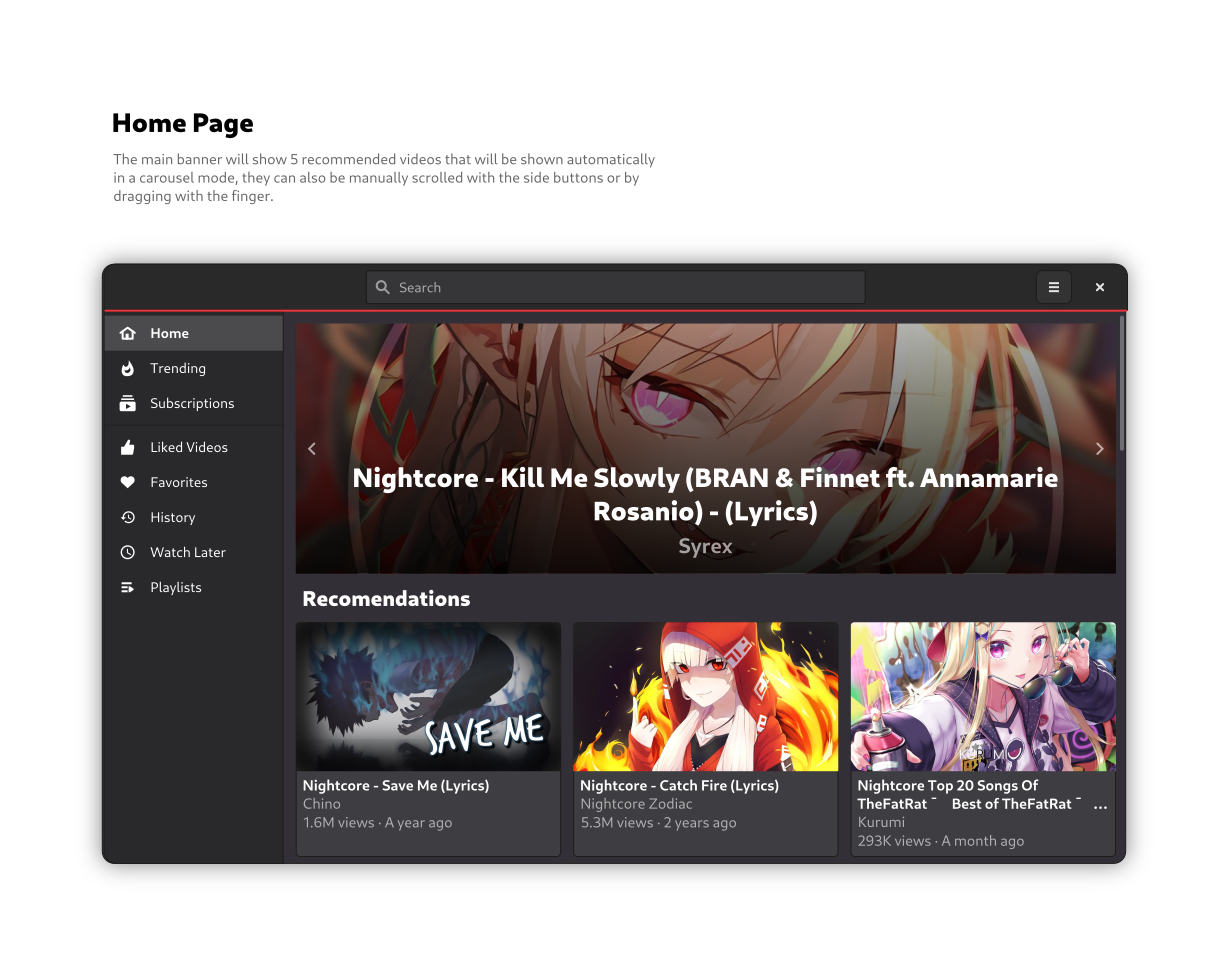 Home Page
The main banner will show 5 recommended videos that will be shown automatically
in a carousel mode, they can also be manually scrolled with the side buttons or by
dragging with the finger.
Search
Home
Trending
Subscriptions
Liked Videos
Favorites
History
Watch Later
Playlists
Nightcore - Kill Me Slowly (BRAN & Finnet ft. Annamarie
Rosanio) - (Lyrics)
Syrex
Recomendations
SAVE ME
KURUMI
Nightcore - Save Me (Lyrics)
Chino
1.6M views · A year ago
Nightcore - Catch Fire (Lyrics)
Nightcore Zodiac
5.3M views · 2 years ago
Nightcore Top 20 Songs Of
TheFatRat ¯ Best of TheFatRat ¯ ...
Kurumi
293K views · A month ago